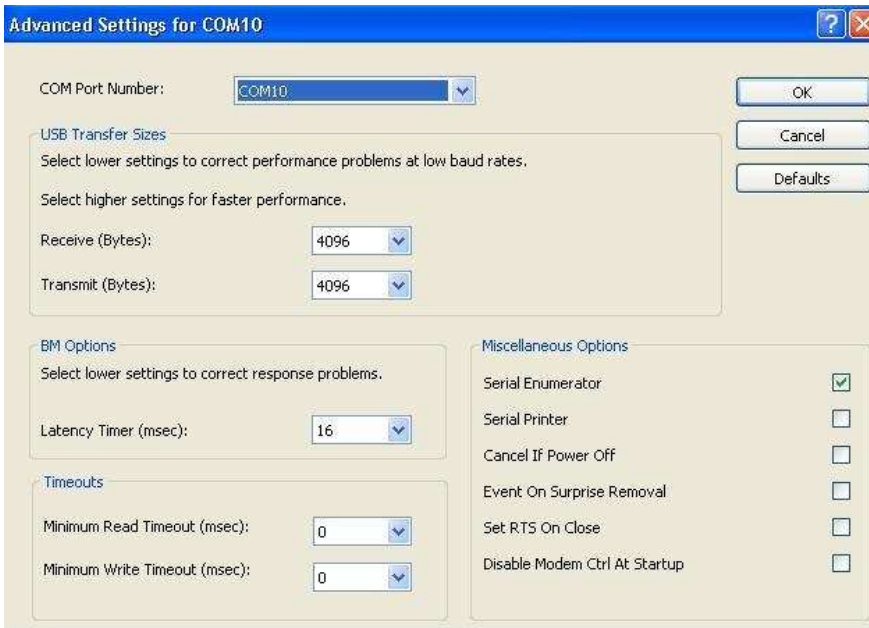 Advanced Settings for COM10
COM Port Number:
COM10
OK
Cancel
Defaults
USB Transfer Sizes
Select lower settings to correct performance problems at low baud rates.
Select higher settings for faster performance.
Receive (Bytes):
4096
Transmit (Bytes):
4096
BM Options
Select lower settings to correct response problems.
Latency Timer (msec):
16
Timeouts
Minimum Read Timeout (msec):
0
Minimum Write Timeout (msec):
0
Miscellaneous Options
Serial Enumerator
Serial Printer
Cancel If Power Off
Event On Surprise Removal
Set RTS On Close
Disable Modem Ctrl At Startup